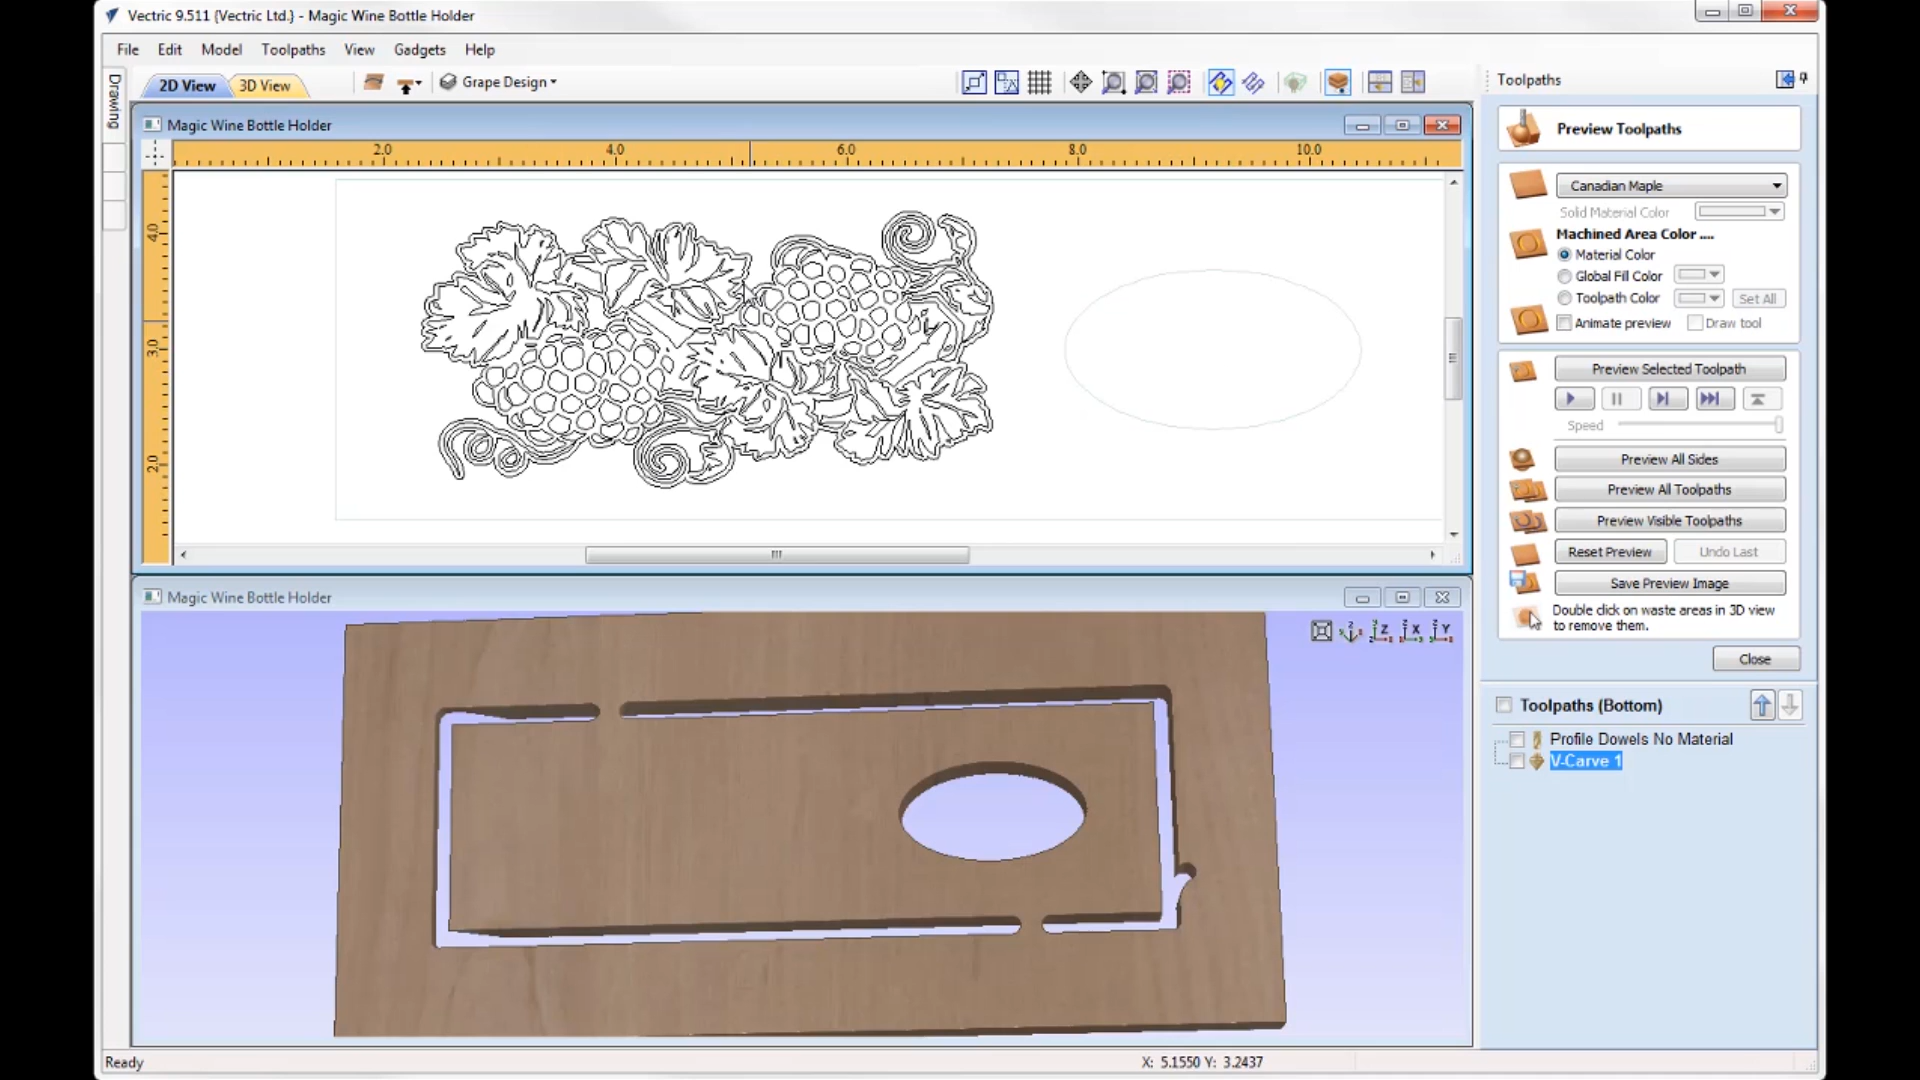 Vectric 9.511 {Vectric Ltd.} - Magic Wine Bottle Holder
File Edit Model Toolpaths View Gadgets Help
Drawing
2D View 3D View Grape Design
Magic Wine Bottle Holder
2.0 4.0 6.0 8.0 10.0
4.0
3.0
2.0
Magic Wine Bottle Holder
Z X Y
Ready X: 5.1550 Y: 3.2437
Toolpaths
Preview Toolpaths
Canadian Maple
Solid Material Color
Machined Area Color ....
Material Color
Global Fill Color
Toolpath Color Set All
Animate preview Draw tool
Preview Selected Toolpath
Speed
Preview All Sides
Preview All Toolpaths
Preview Visible Toolpaths
Reset Preview Undo Last
Save Preview Image
Double click on waste areas in 3D view
to remove them.
Close
Toolpaths (Bottom)
Profile Dowels No Material
V-Carve 1